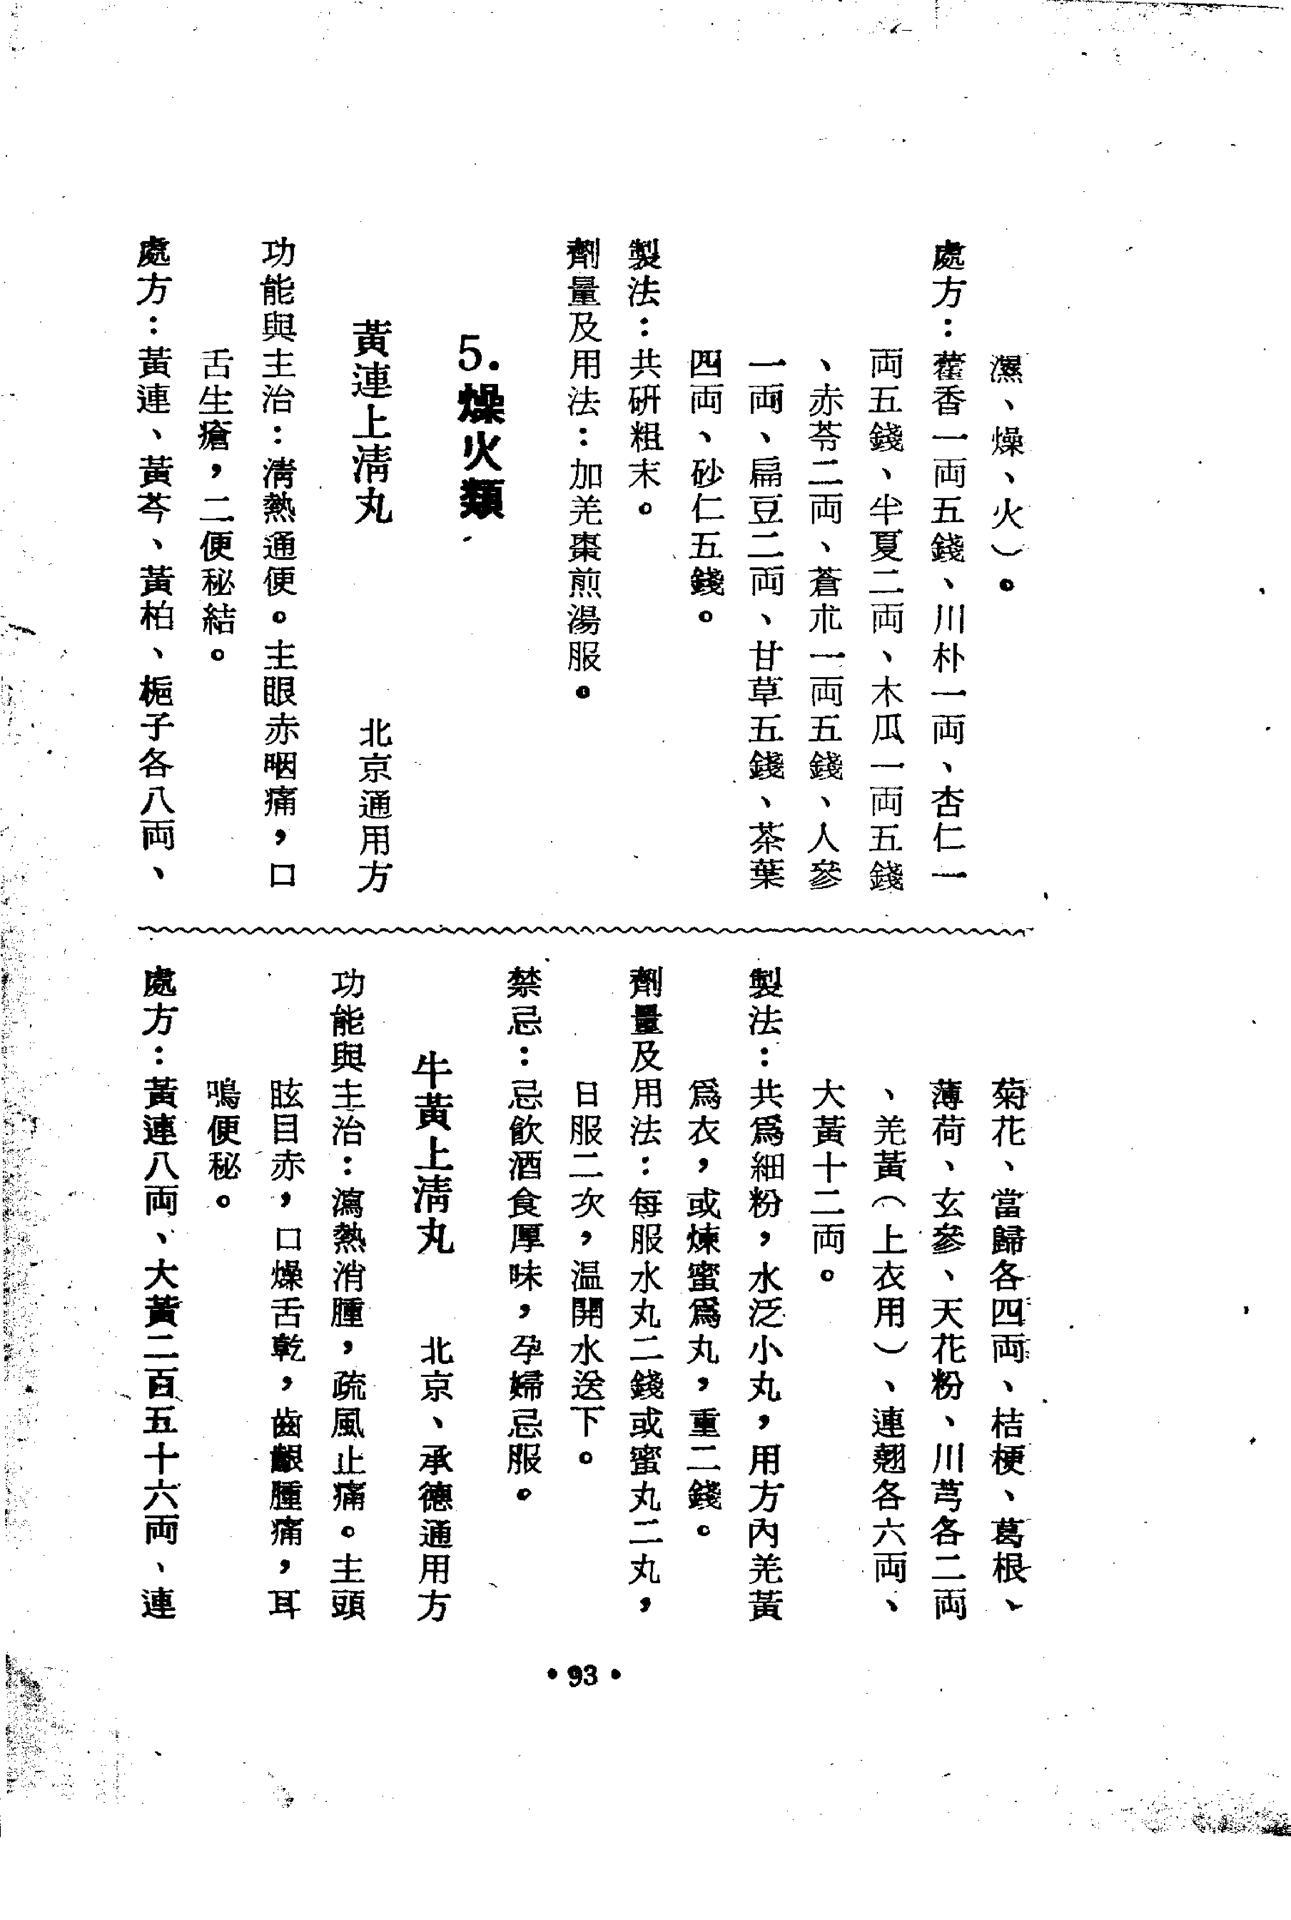 濕、燥、火）。
處方：藿香一両五錢、川朴一両、杏仁一
両五錢、半夏二両、木瓜一両五錢
、赤苓二両、蒼朮一両五錢、人參
一両、扁豆二両、甘草五錢、茶葉
四両、砂仁五錢。
製法：共研粗末。
劑量及用法：加羌棗煎湯服。
5.燥火類
黃連上淸丸　　北京通用方
功能與主治：淸熱通便。主眼赤咽痛，口
舌生瘡，二便秘結。
處方：黃連、黃芩、黃柏、梔子各八両、
菊花、當歸各四両、桔梗、葛根、
薄荷、玄參、天花粉、川芎各二両
、羌黃（上衣用）、連翹各六両、
大黃十二両。
製法：共爲細粉，水泛小丸，用方內羌黃
爲衣，或煉蜜爲丸，重二錢。
劑量及用法：每服水丸二錢或蜜丸二丸，
日服二次，温開水送下。
禁忌：忌飮酒食厚味，孕婦忌服。
牛黃上淸丸　　北京、承德通用方
功能與主治：瀉熱消腫，疏風止痛。主頭
眩目赤，口燥舌乾，齒齦腫痛，耳
鳴便秘。
處方：黃連八両、大黃二百五十六両、連
•93•